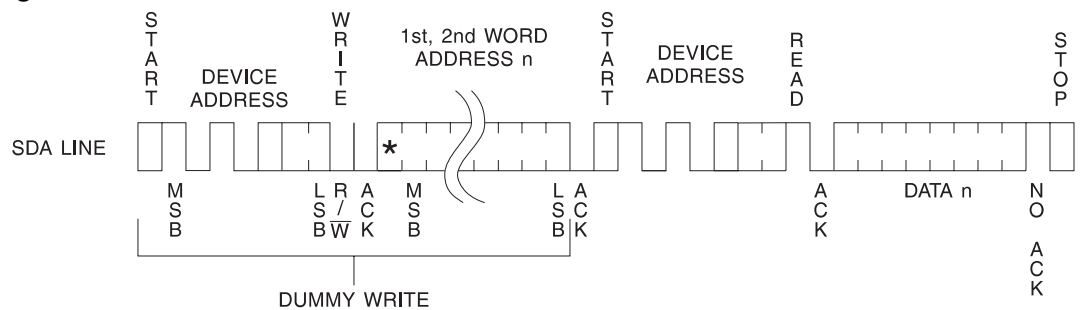 START
DEVICE
ADDRESS
WRITE
1st, 2nd WORD
ADDRESS n
START
DEVICE
ADDRESS
READ
STOP
SDA LINE
*
MSB
LSB
R/W
ACK
MSB
LSB
ACK
ACK
DATA n
NO ACK
DUMMY WRITE